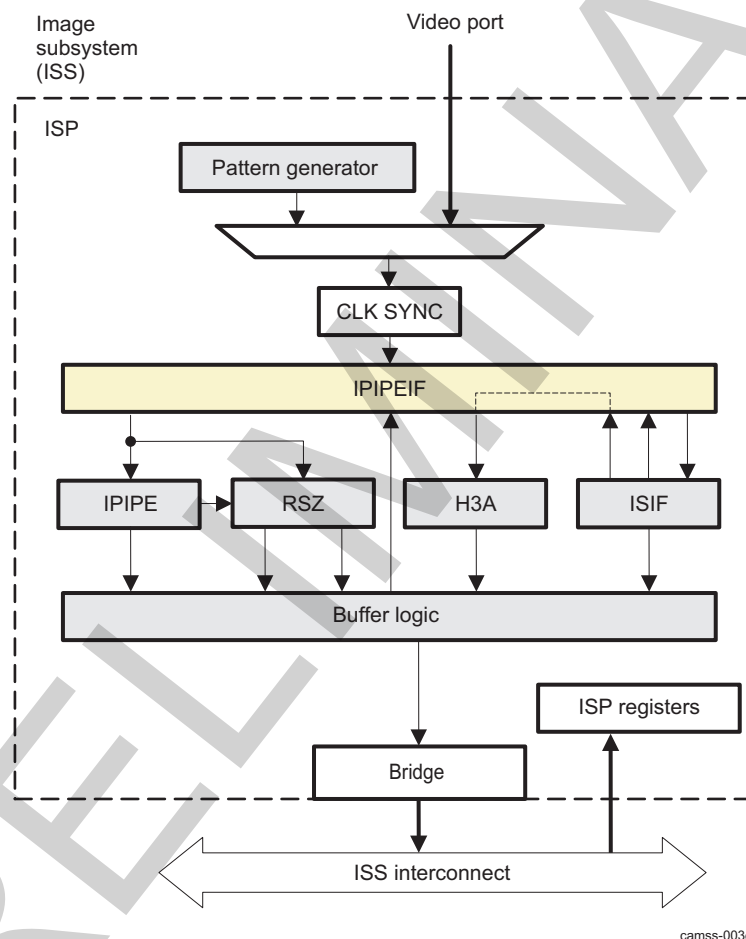 Image
subsystem
(ISS)
Video port
ISP
Pattern generator
CLK SYNC
IPIPEIF
IPIPE
RSZ
H3A
ISIF
Buffer logic
ISP registers
Bridge
ISS interconnect
PRELIMINA